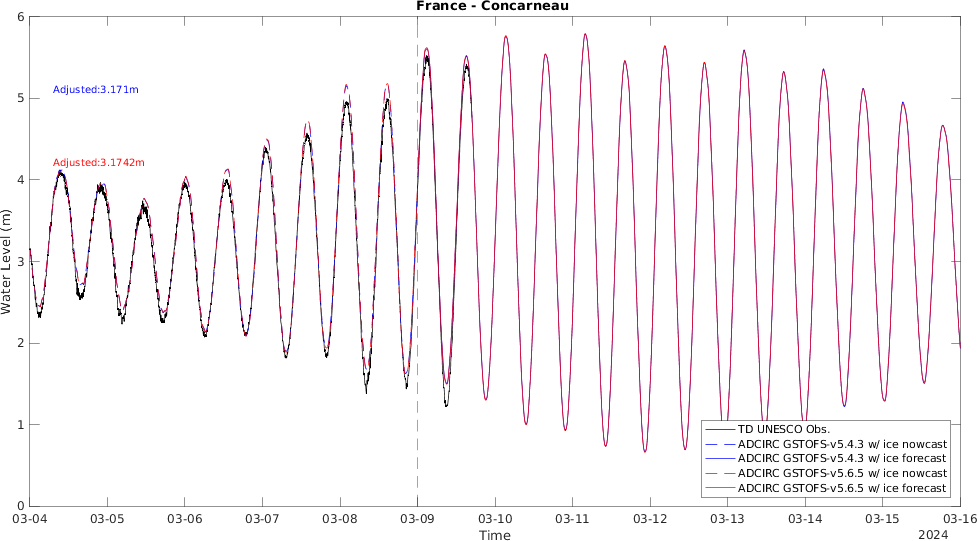 France - Concarneau
6
5
4
3
2
1
0
Water Level (m)
Adjusted:3.171m
Adjusted:3.1742m
TD UNESCO Obs.
ADCIRC GSTOFS-v5.4.3 w/ ice nowcast
ADCIRC GSTOFS-v5.4.3 w/ ice forecast
ADCIRC GSTOFS-v5.6.5 w/ ice nowcast
ADCIRC GSTOFS-v5.6.5 w/ ice forecast
03-04 03-05 03-06 03-07 03-08 03-09 03-10 03-11 03-12 03-13 03-14 03-15 03-16
Time
2024